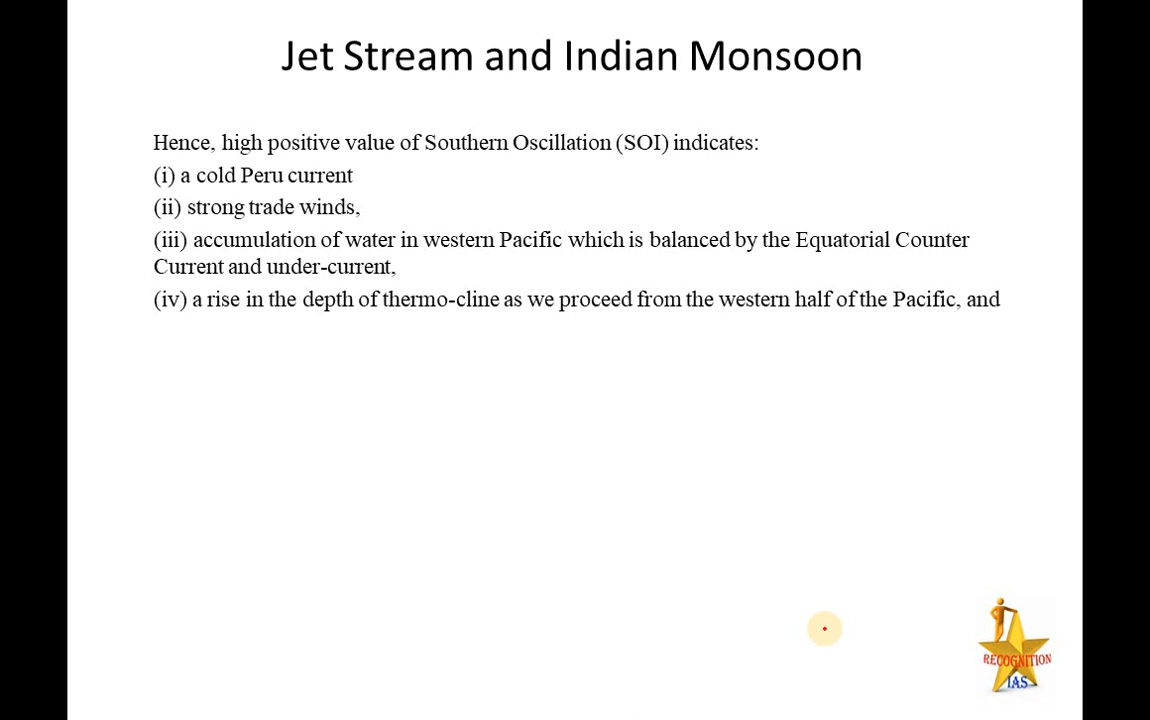 Jet Stream and Indian Monsoon
Hence, high positive value of Southern Oscillation (SOI) indicates:
(i) a cold Peru current
(ii) strong trade winds,
(iii) accumulation of water in western Pacific which is balanced by the Equatorial Counter
Current and under-current,
(iv) a rise in the depth of thermo-cline as we proceed from the western half of the Pacific, and
RECOGNITION
IAS